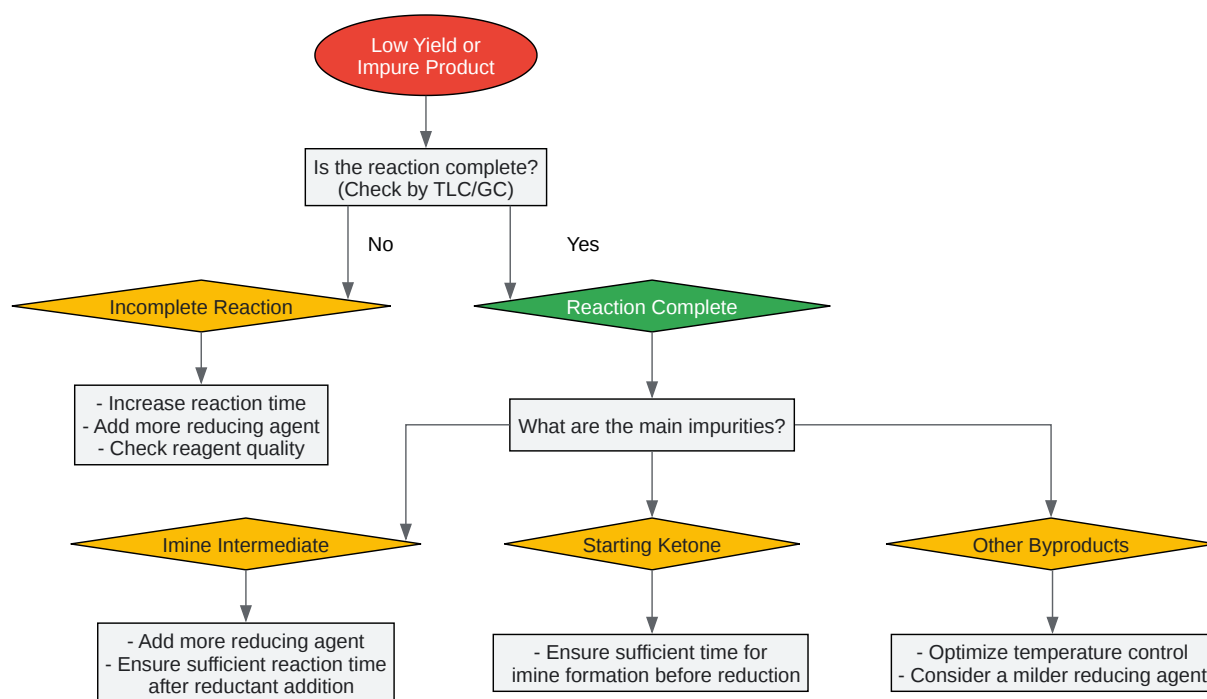 Low Yield or
Impure Product
Is the reaction complete?
(Check by TLC/GC)
No
Yes
Incomplete Reaction
Reaction Complete
- Increase reaction time
- Add more reducing agent
- Check reagent quality
What are the main impurities?
Imine Intermediate
Starting Ketone
Other Byproducts
- Add more reducing agent
- Ensure sufficient reaction time
after reductant addition
- Ensure sufficient time for
imine formation before reduction
- Optimize temperature control
- Consider a milder reducing agent